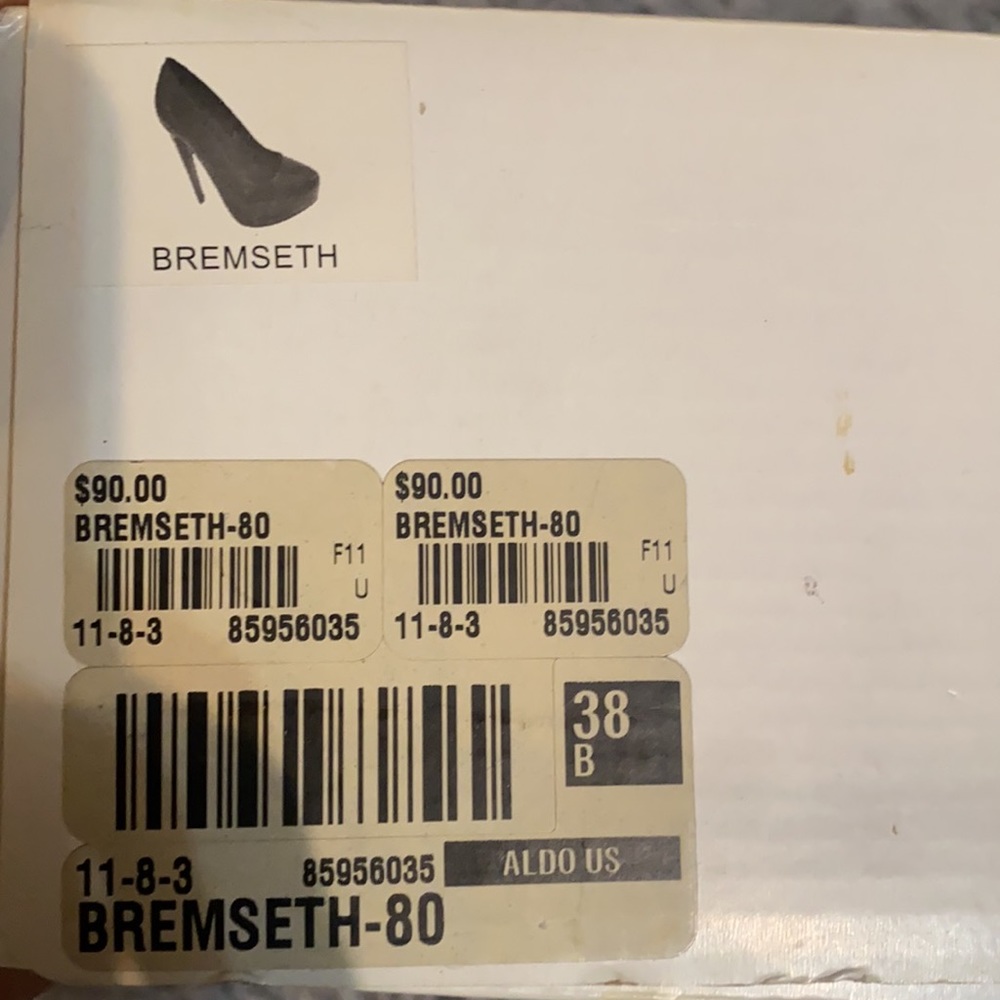 BREMSETH
$90.00
BREMSETH-80
F11
U
11-8-3 85956035
$90.00
BREMSETH-80
F11
U
11-8-3 85956035
38
B
11-8-3 85956035 ALDO US
BREMSETH-80